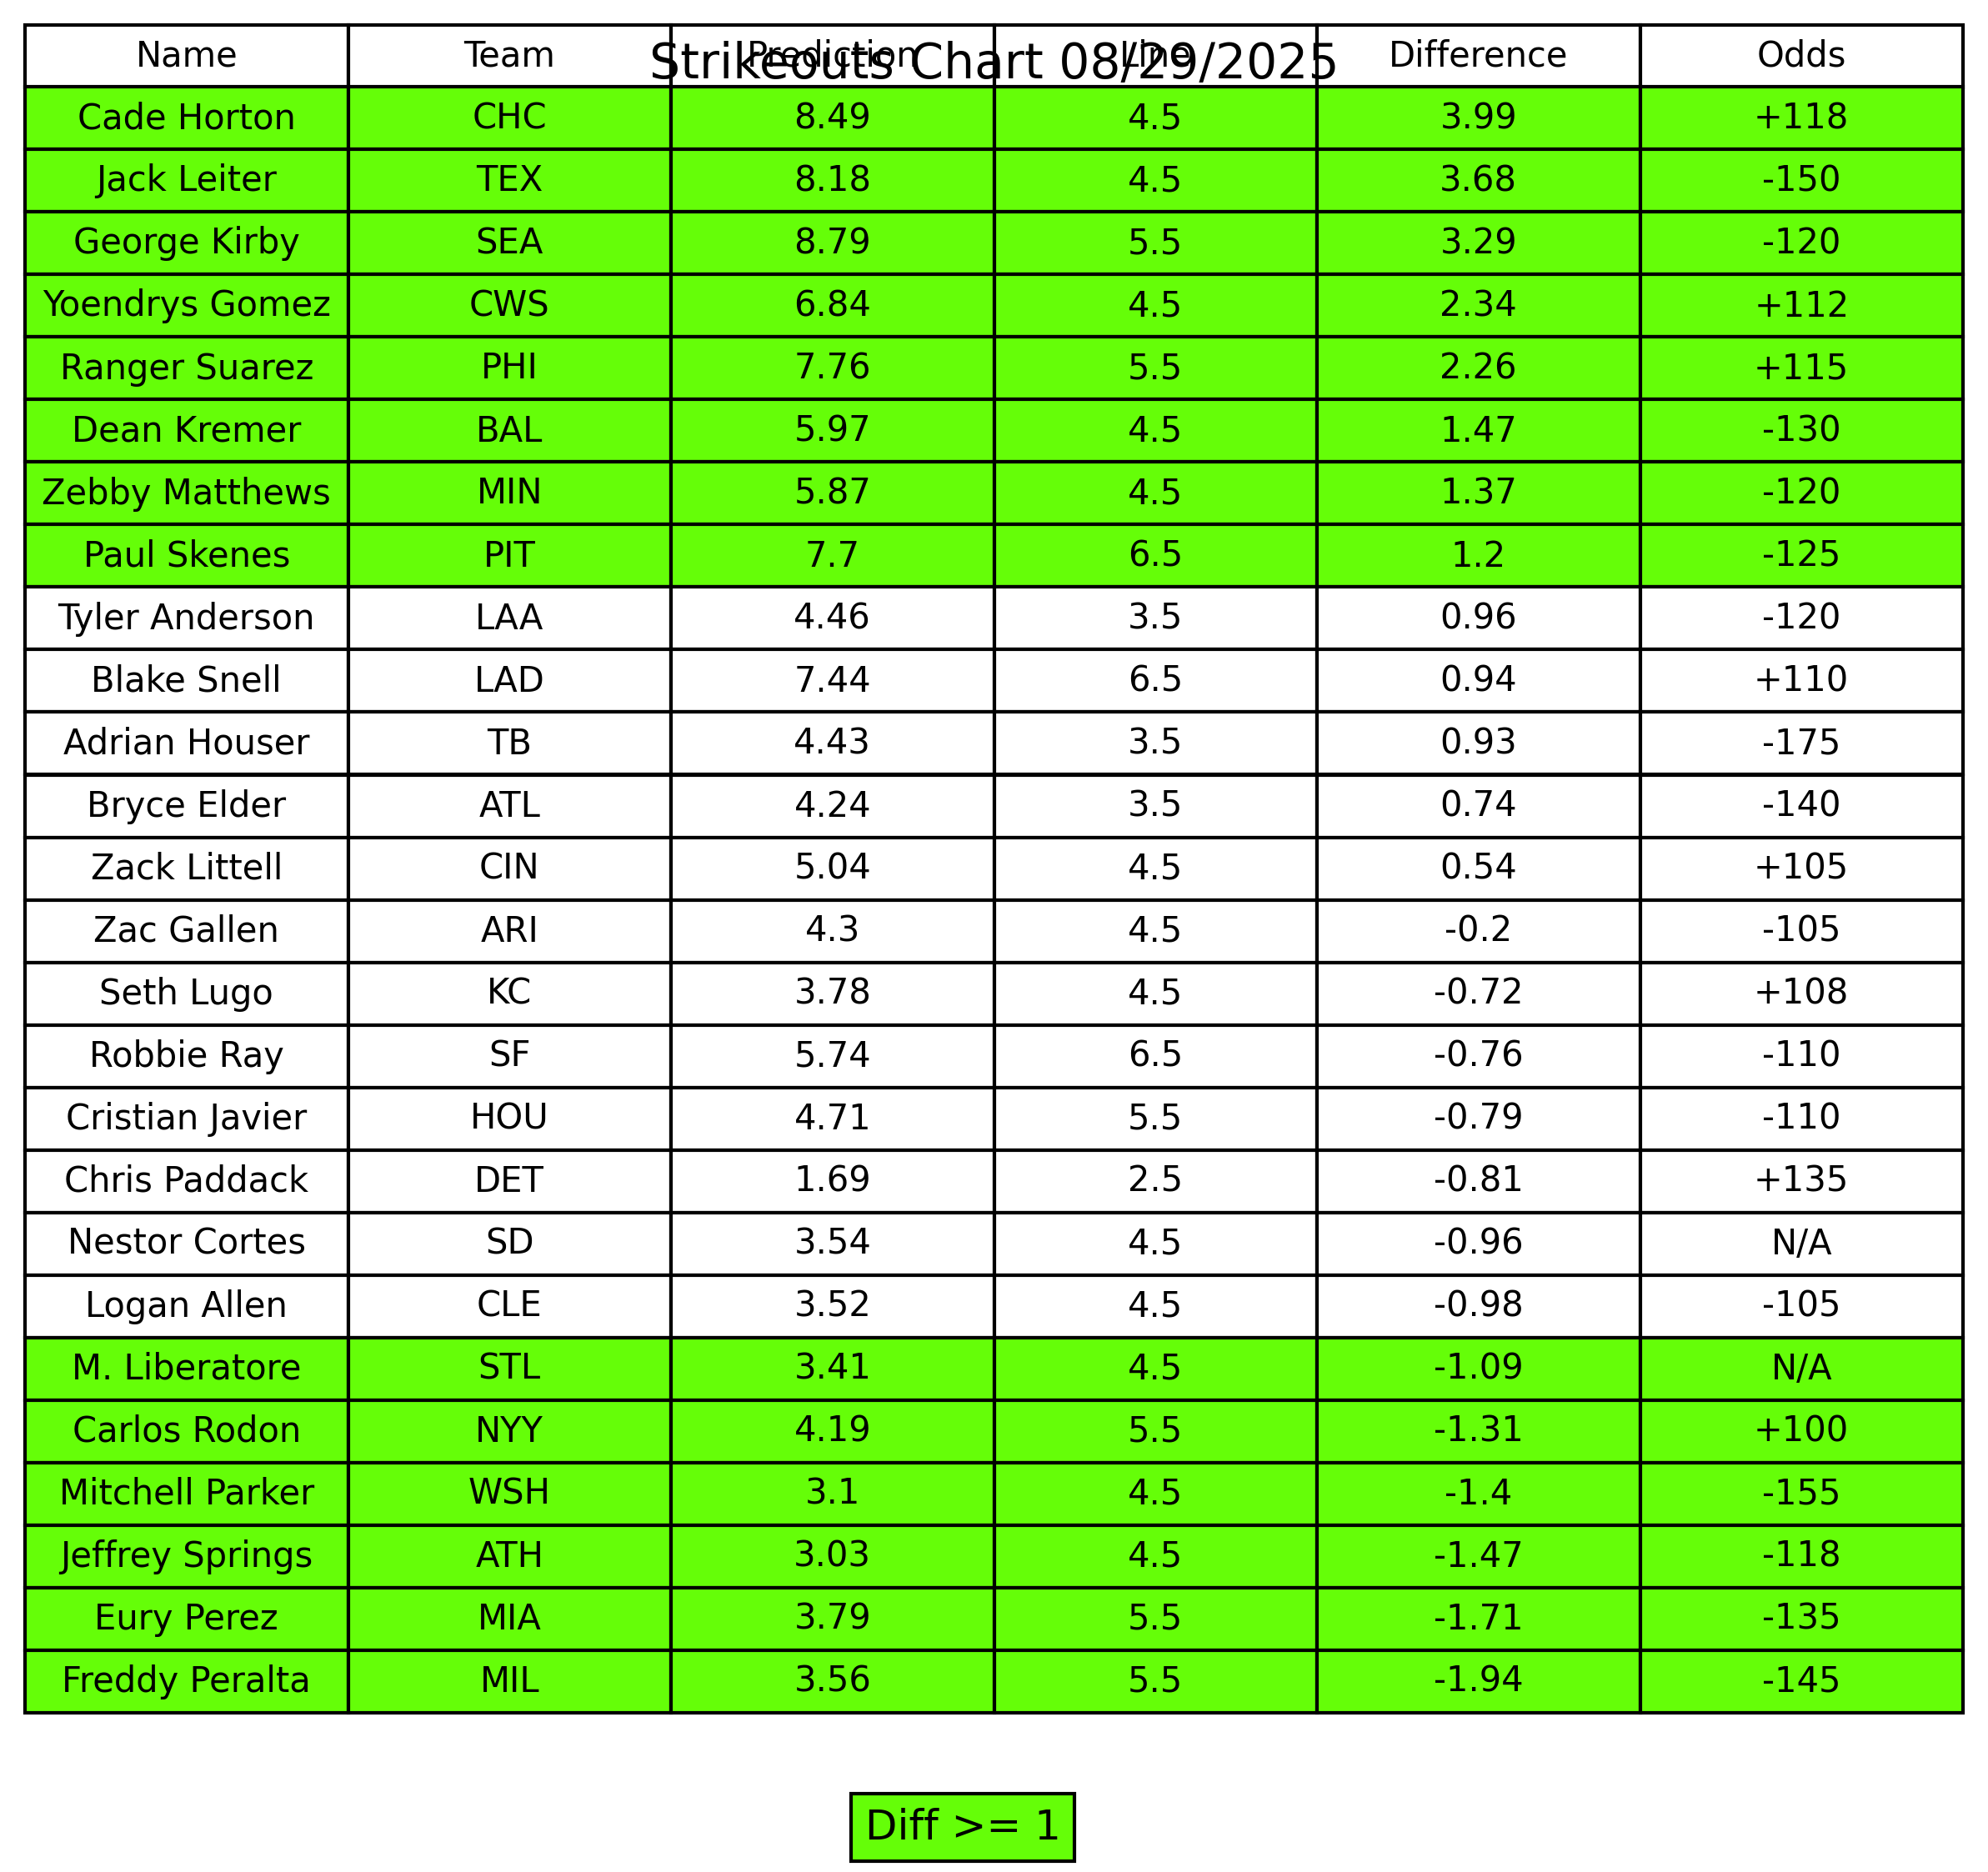 Strikeouts Chart 08/29/2025
Name Team Prediction Line Difference Odds
Cade Horton CHC 8.49 4.5 3.99 +118
Jack Leiter TEX 8.18 4.5 3.68 -150
George Kirby SEA 8.79 5.5 3.29 -120
Yoendrys Gomez CWS 6.84 4.5 2.34 +112
Ranger Suarez PHI 7.76 5.5 2.26 +115
Dean Kremer BAL 5.97 4.5 1.47 -130
Zebby Matthews MIN 5.87 4.5 1.37 -120
Paul Skenes PIT 7.7 6.5 1.2 -125
Tyler Anderson LAA 4.46 3.5 0.96 -120
Blake Snell LAD 7.44 6.5 0.94 +110
Adrian Houser TB 4.43 3.5 0.93 -175
Bryce Elder ATL 4.24 3.5 0.74 -140
Zack Littell CIN 5.04 4.5 0.54 +105
Zac Gallen ARI 4.3 4.5 -0.2 -105
Seth Lugo KC 3.78 4.5 -0.72 +108
Robbie Ray SF 5.74 6.5 -0.76 -110
Cristian Javier HOU 4.71 5.5 -0.79 -110
Chris Paddack DET 1.69 2.5 -0.81 +135
Nestor Cortes SD 3.54 4.5 -0.96 N/A
Logan Allen CLE 3.52 4.5 -0.98 -105
M. Liberatore STL 3.41 4.5 -1.09 N/A
Carlos Rodon NYY 4.19 5.5 -1.31 +100
Mitchell Parker WSH 3.1 4.5 -1.4 -155
Jeffrey Springs ATH 3.03 4.5 -1.47 -118
Eury Perez MIA 3.79 5.5 -1.71 -135
Freddy Peralta MIL 3.56 5.5 -1.94 -145
Diff >= 1